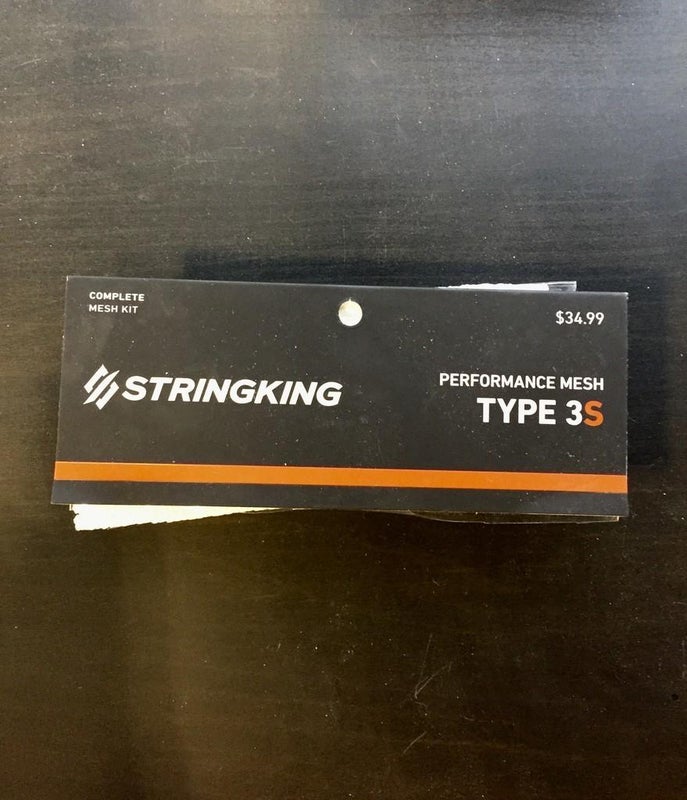 COMPLETE
MESH KIT
$34.99
STRINGKING
PERFORMANCE MESH
TYPE 3S